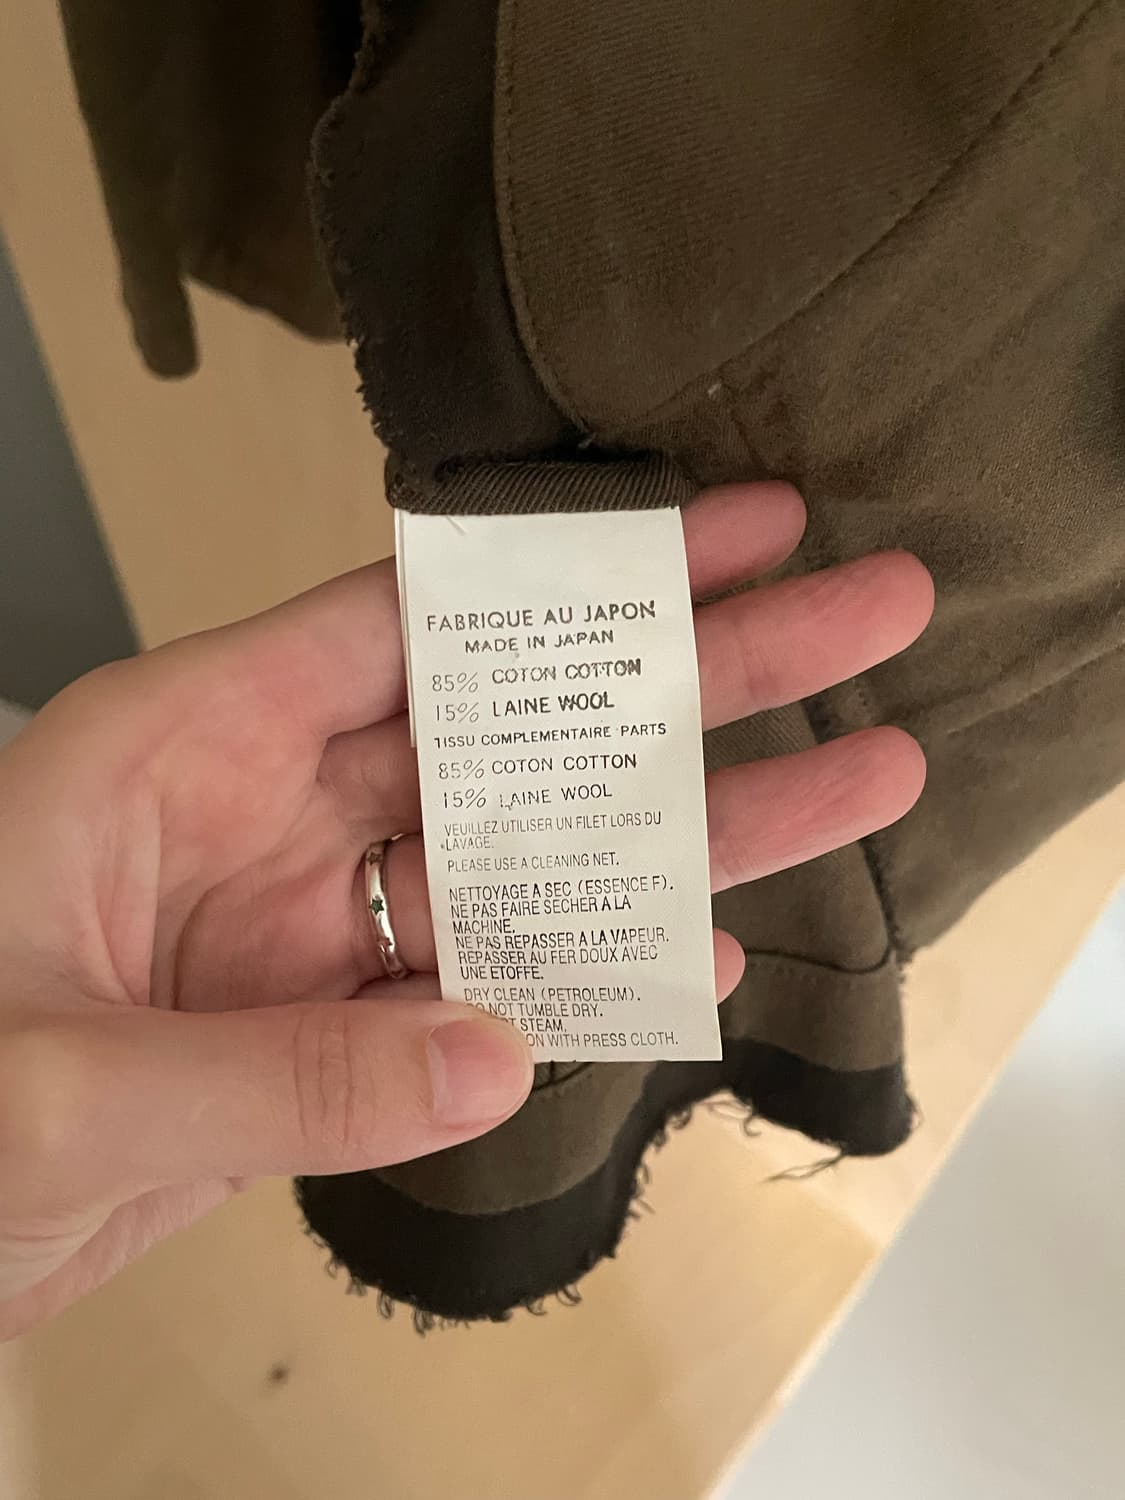 FABRIQUE AU JAPON
MADE IN JAPAN
85% COTON COTTON
15% LAINE WOOL
TISSU COMPLEMENTAIRE PARTS
85% COTON COTTON
15% LAINE WOOL
VEUILLEZ UTILISER UN FILET LORS DU
LAVAGE.
PLEASE USE A CLEANING NET.
NETTOYAGE A SEC (ESSENCE F).
NE PAS FAIRE SECHER A LA
MACHINE.
NE PAS REPASSER A LA VAPEUR.
REPASSER AU FER DOUX AVEC
UNE ETOFFE.
DRY CLEAN (PETROLEUM).
NOT TUMBLE DRY.
STEAM.
WITH PRESS CLOTH.